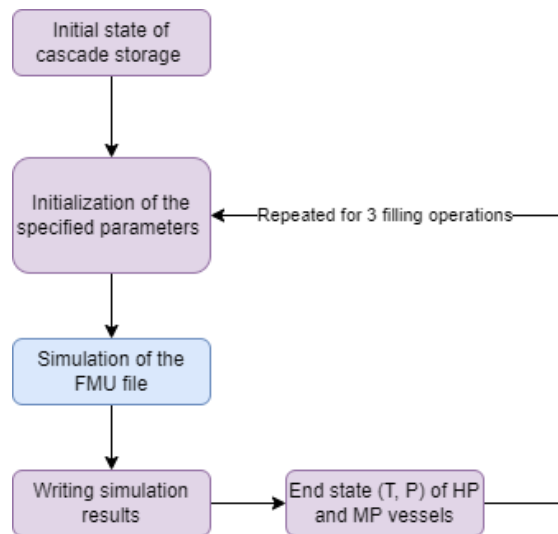 Initial state of
cascade storage
Initialization of the
specified parameters
Repeated for 3 filling operations
Simulation of the
FMU file
Writing simulation
results
End state (T, P) of HP
and MP vessels